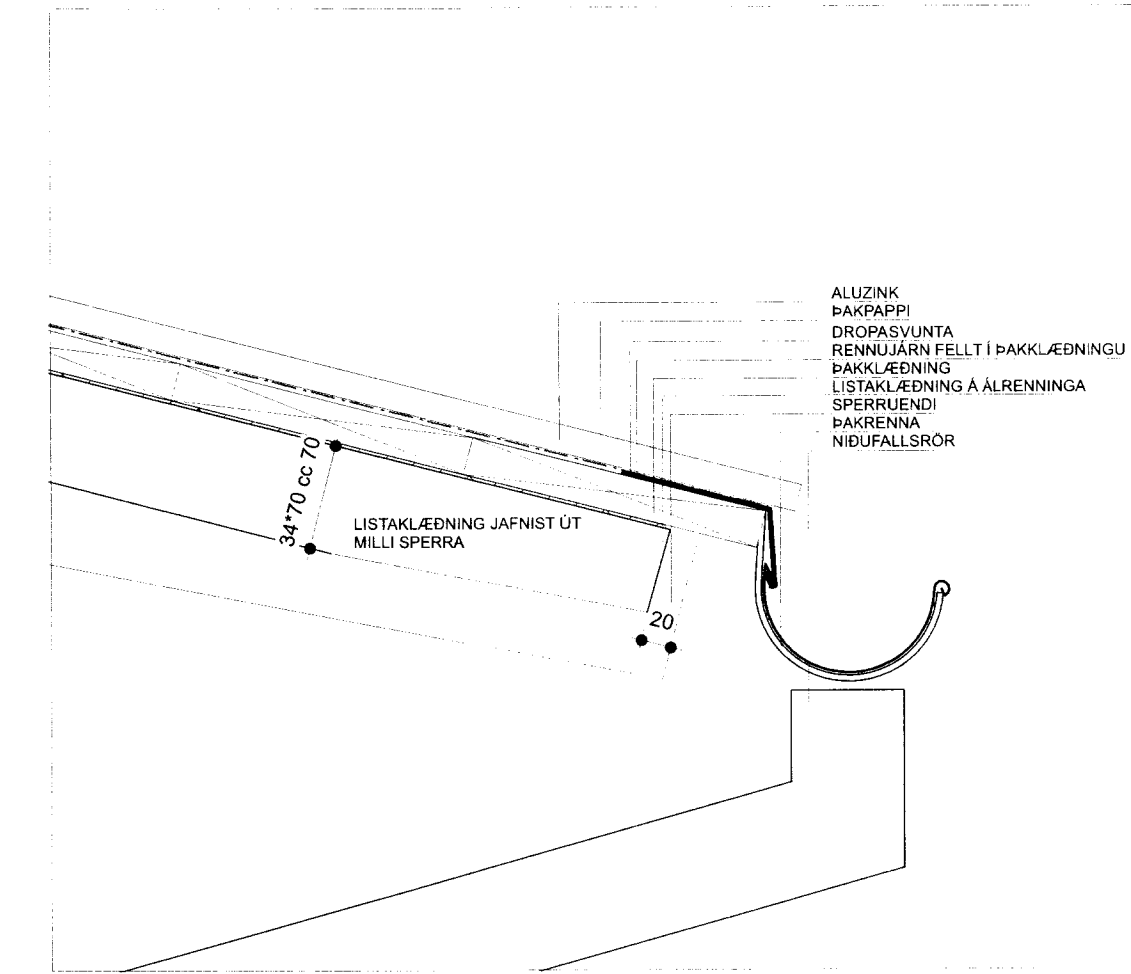 ALUZINK
ÞAKPAPPI
DROPASVUNTA
RENNUJÁRN FELLT Í ÞAKKLÆÐNINGU
ÞAKKLÆÐNING
LISTAKLÆÐNING Á ÁLRENNINGA
SPERRUENDI
ÞAKRENNA
NIÐUFALLSRÖR
34*70 cc 70
LISTAKLÆÐNING JAFNIST ÚT
MILLI SPERRA
20